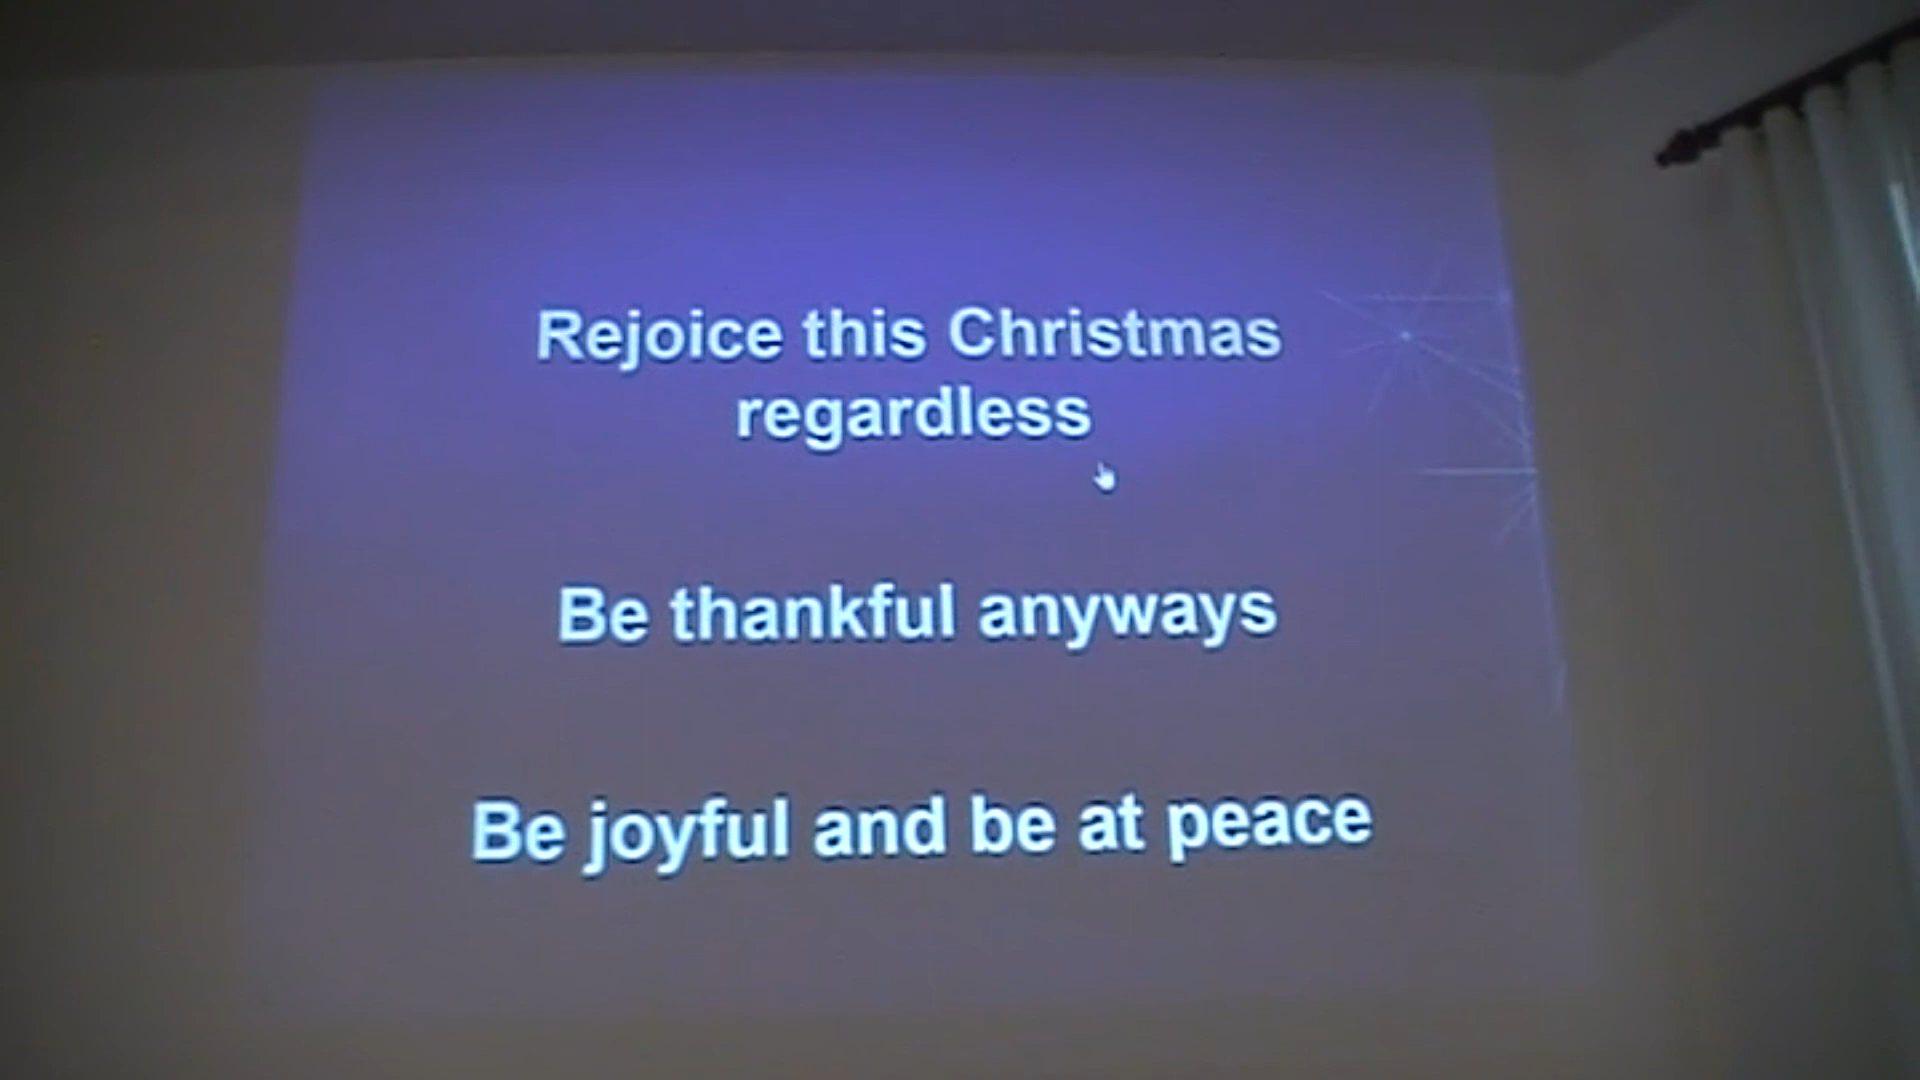 Rejoice this Christmas
regardless
Be thankful anyways
Be joyful and be at peace